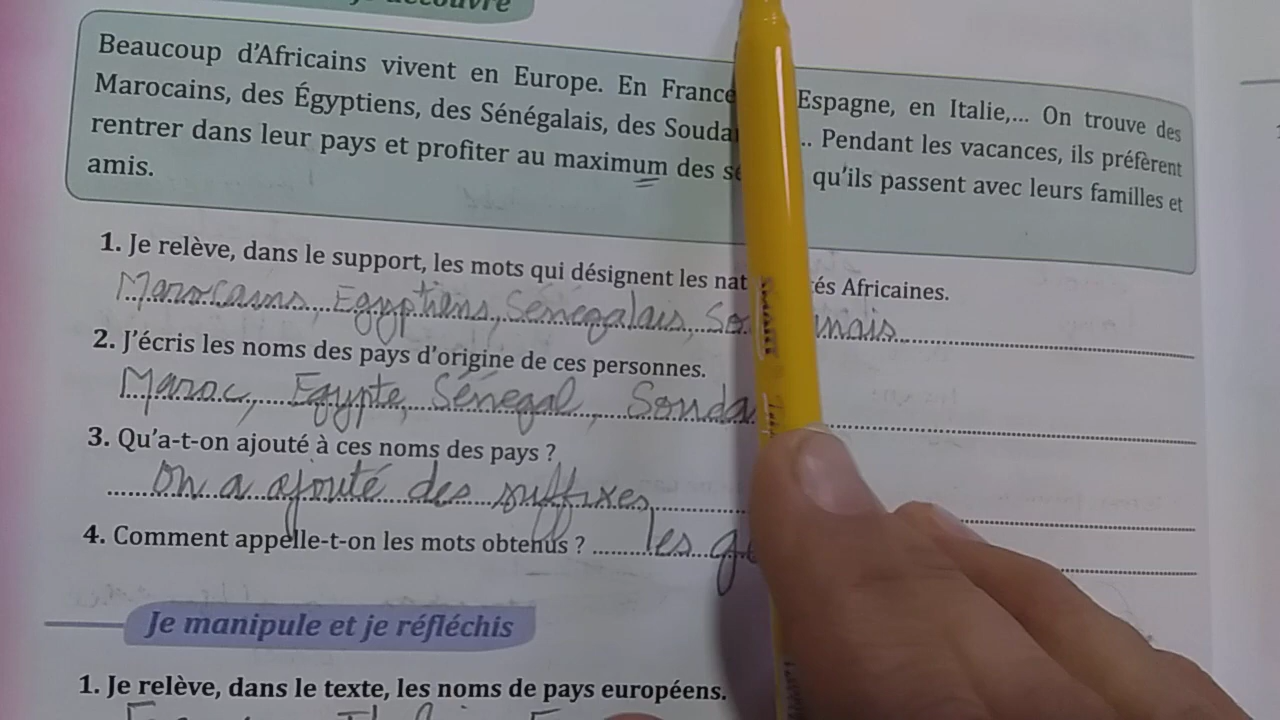 découvre
Beaucoup d'Africains vivent en Europe. En France Espagne, en Italie,... On trouve des
Marocains, des Égyptiens, des Sénégalais, des Souda .. Pendant les vacances, ils préfèrent
rentrer dans leur pays et profiter au maximum des qu'ils passent avec leurs familles et
amis.
1. Je relève, dans le support, les mots qui désignent les nat tés Africaines.
Marocains, Egyptiens, Sénégalais, So nais
2. J'écris les noms des pays d'origine de ces personnes.
Maroc, Egypte, Sénégal, Souda
3. Qu'a-t-on ajouté à ces noms des pays ?
On a ajouté des suffixes
4. Comment appelle-t-on les mots obtenus ? les
Je manipule et je réfléchis
1. Je relève, dans le texte, les noms de pays européens.